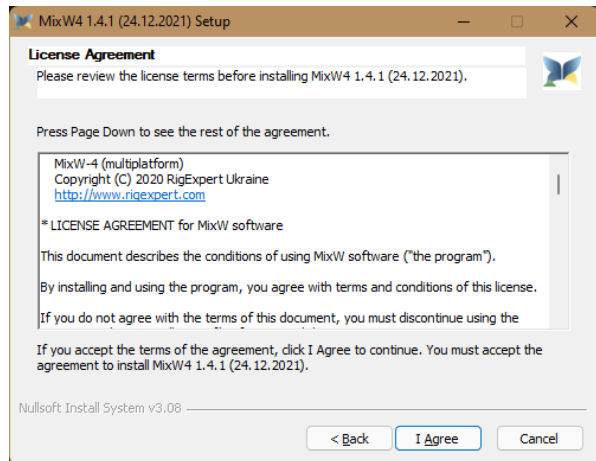 MixW4 1.4.1 (24.12.2021) Setup
License Agreement
Please review the license terms before installing MixW4 1.4.1 (24.12.2021).
Press Page Down to see the rest of the agreement.
MixW-4 (multiplatform)
Copyright (C) 2020 RigExpert Ukraine
http://www.rigexpert.com
* LICENSE AGREEMENT for MixW software
This document describes the conditions of using MixW software ("the program").
By installing and using the program, you agree with terms and conditions of this license.
If you do not agree with the terms of this document, you must discontinue using the
If you accept the terms of the agreement, click I Agree to continue. You must accept the
agreement to install MixW4 1.4.1 (24.12.2021).
Nullsoft Install System v3.08
< Back I Agree Cancel